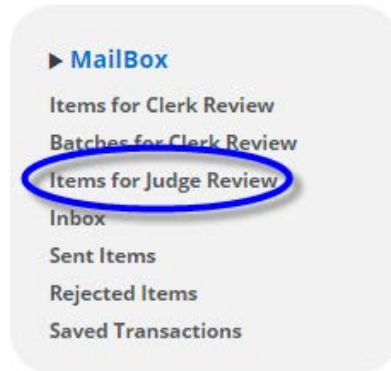 MailBox
Items for Clerk Review
Batches for Clerk Review
Items for Judge Review
Inbox
Sent Items
Rejected Items
Saved Transactions